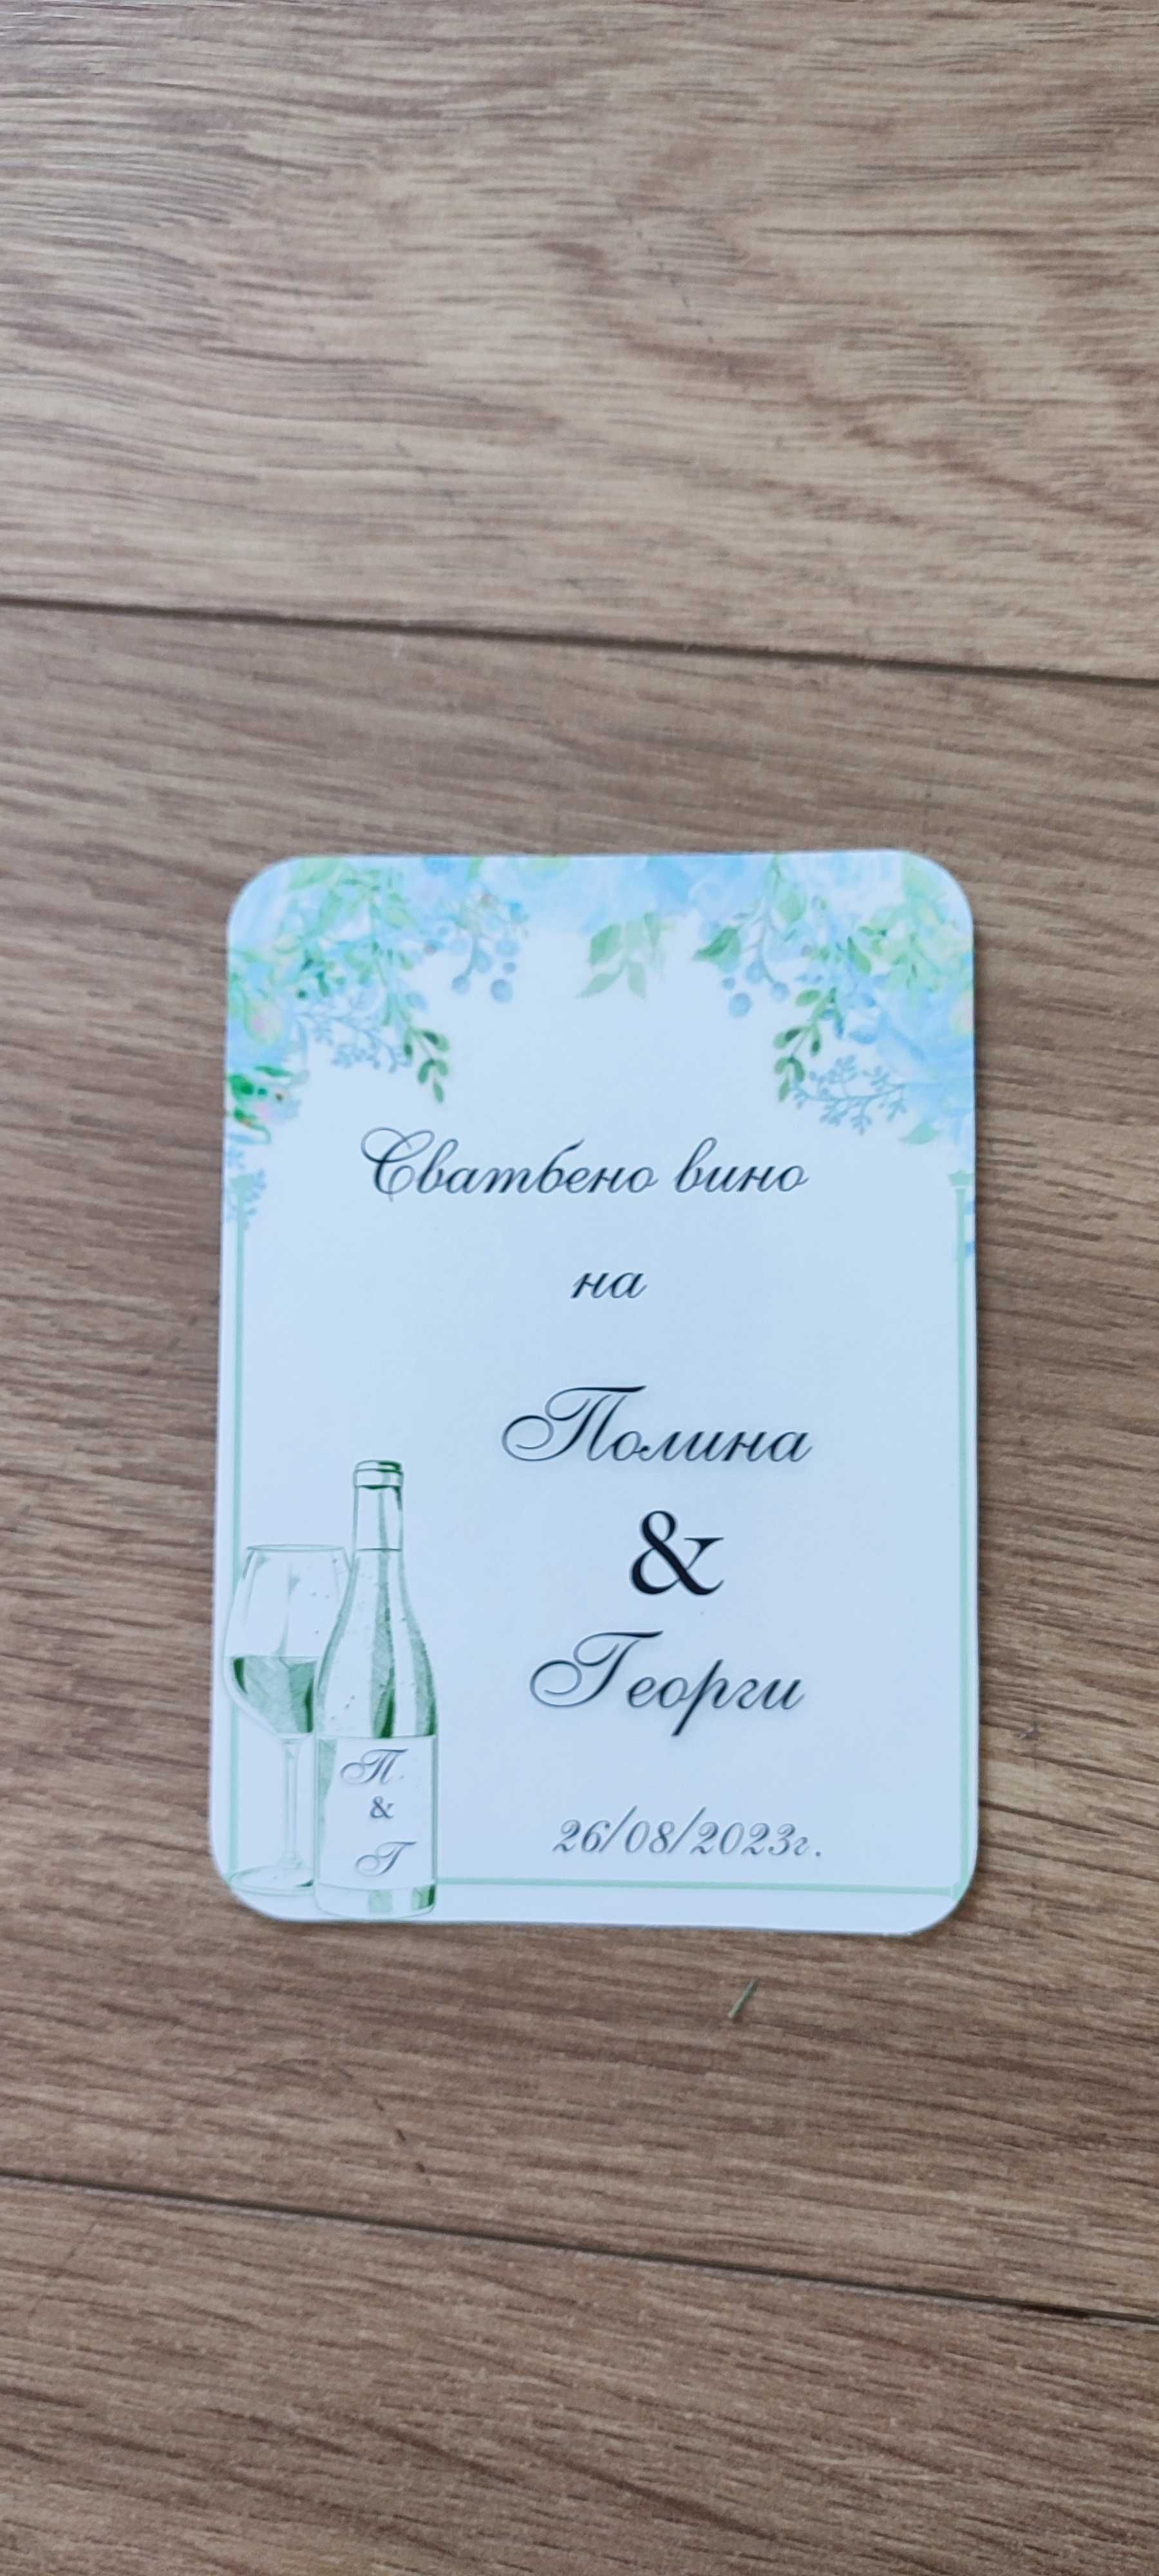 Сватбено вино
на
Полина
&
Георги
26/08/2023г.
П.
&
Г